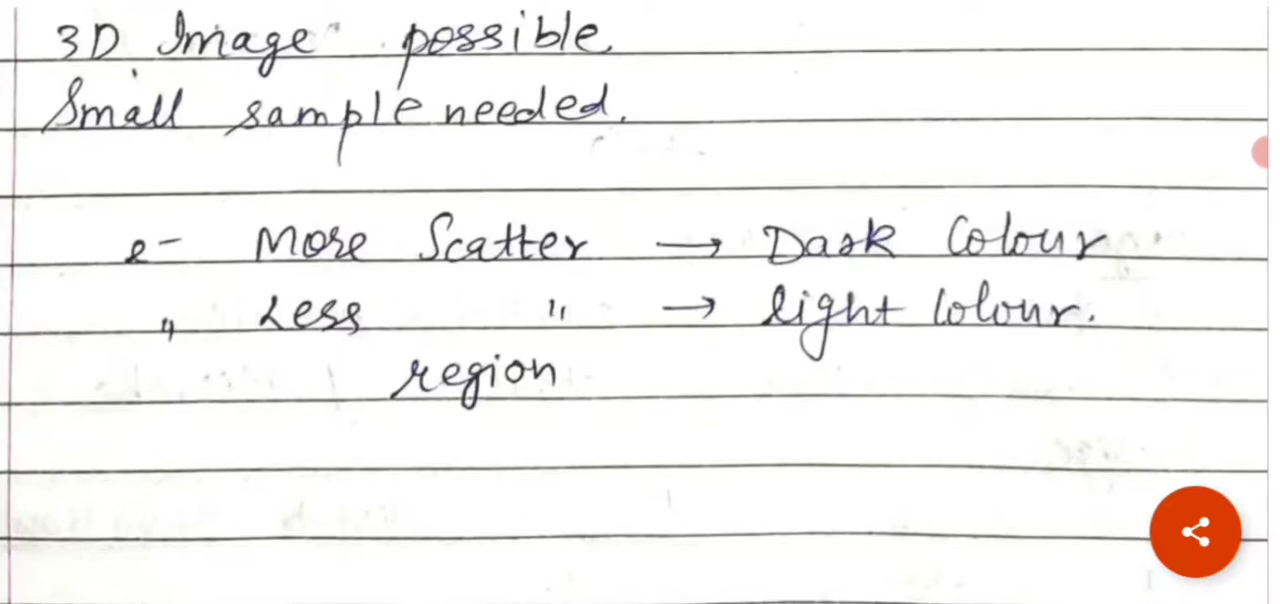 3D Image possible.
Small sample needed.
e- More Scatter → Dark Colour
" Less " → light Colour.
region